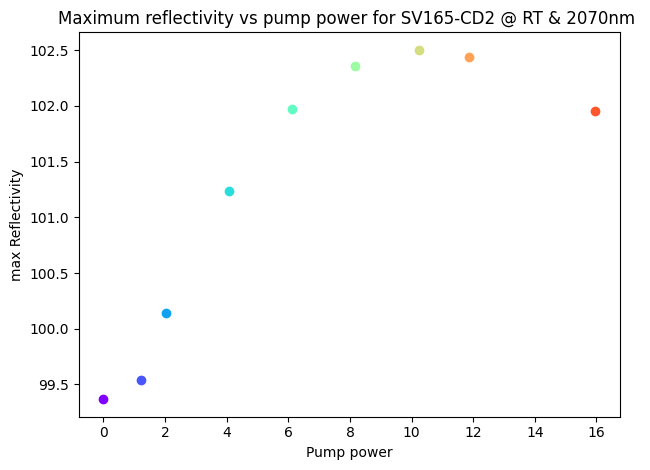 Maximum reflectivity vs pump power for SV165-CD2 @ RT & 2070nm
102.5
102.0
101.5
101.0
100.5
100.0
99.5
max Reflectivity
0 2 4 6 8 10 12 14 16
Pump power